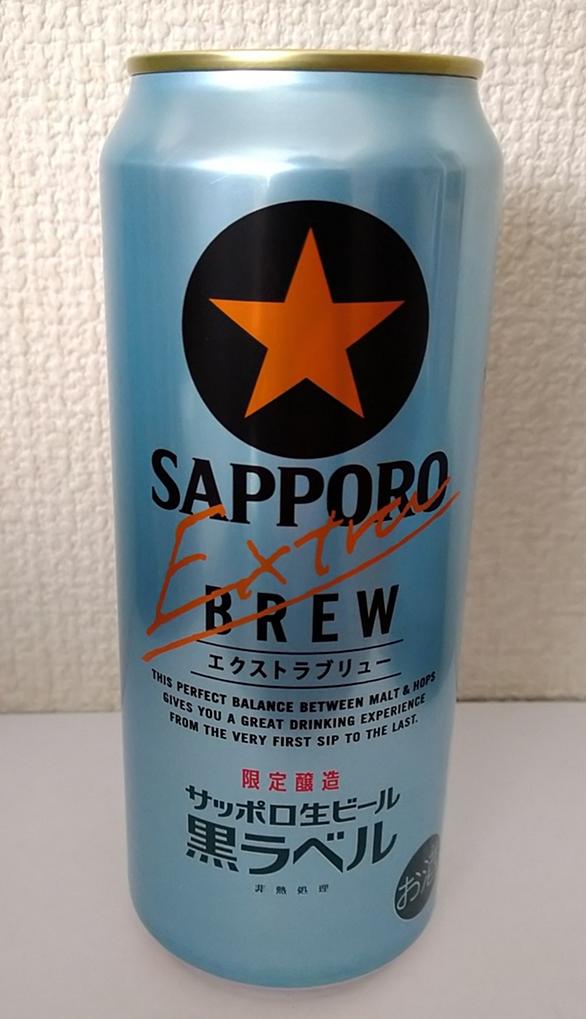 SAPPORO
Extra
BREW
エクストラブリュー
THIS PERFECT BALANCE BETWEEN MALT & HOPS
GIVES YOU A GREAT DRINKING EXPERIENCE
FROM THE VERY FIRST SIP TO THE LAST.
限定醸造
サッポロ生ビール
黒ラベル
非熱処理
お酒